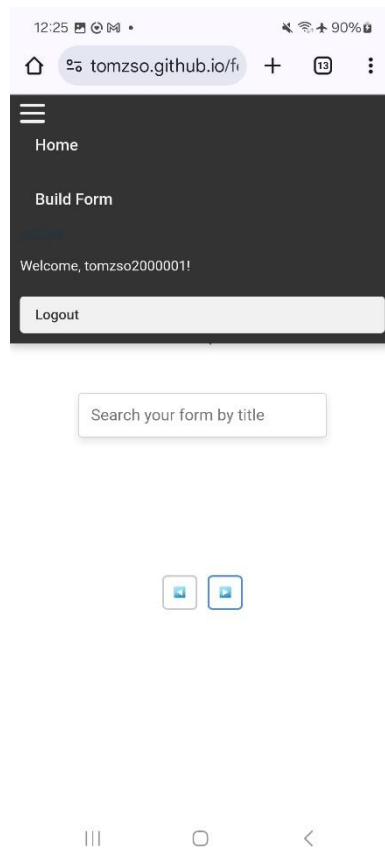 12:25
90%
tomzso.github.io/f
13
Home
Build Form
Welcome, tomzso2000001!
Logout
Search your form by title